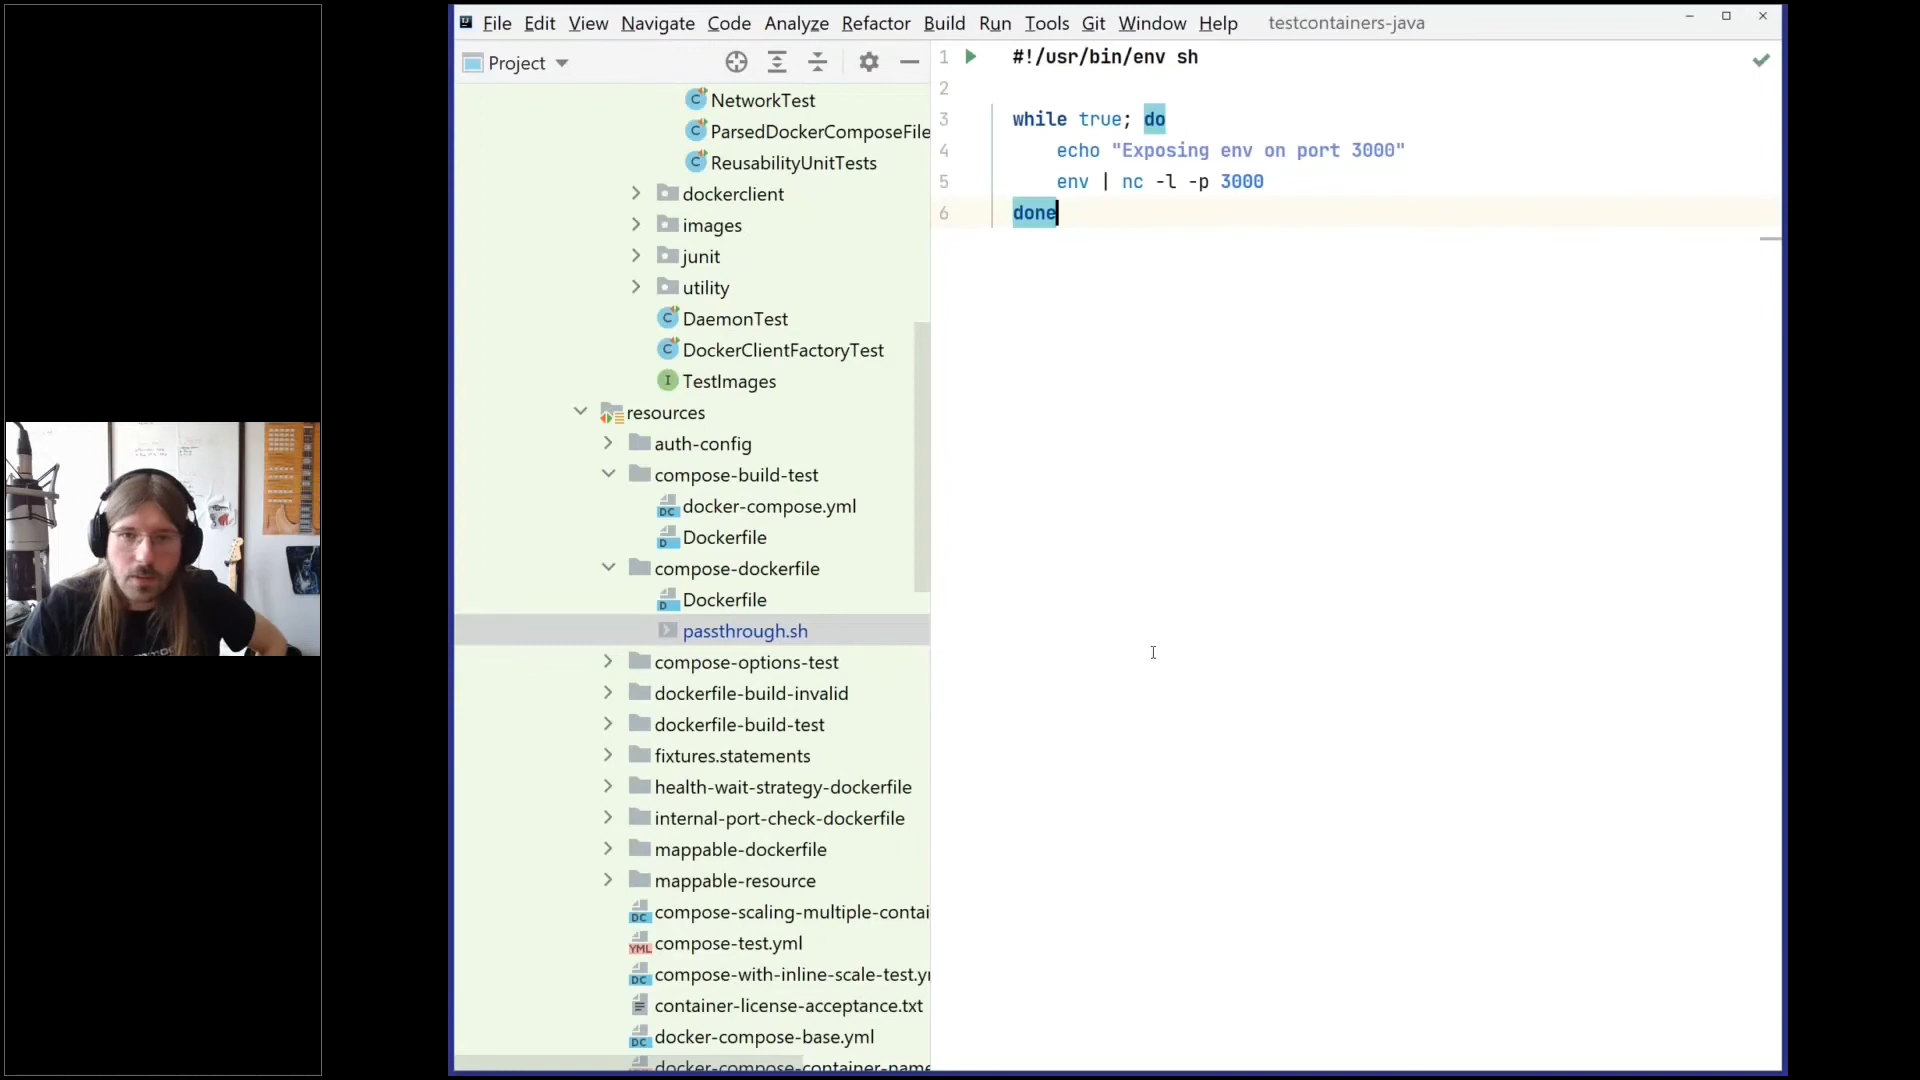 File Edit View Navigate Code Analyze Refactor Build Run Tools Git Window Help testcontainers-java
Project
NetworkTest
ParsedDockerComposeFile
ReusabilityUnitTests
dockerclient
images
junit
utility
DaemonTest
DockerClientFactoryTest
TestImages
resources
auth-config
compose-build-test
docker-compose.yml
Dockerfile
compose-dockerfile
Dockerfile
passthrough.sh
compose-options-test
dockerfile-build-invalid
dockerfile-build-test
fixtures.statements
health-wait-strategy-dockerfile
internal-port-check-dockerfile
mappable-dockerfile
mappable-resource
compose-scaling-multiple-contai
compose-test.yml
compose-with-inline-scale-test.y
container-license-acceptance.txt
docker-compose-base.yml
docker-compose-container-name
1 #!/usr/bin/env sh
2
3 while true; do
4 echo "Exposing env on port 3000"
5 env | nc -l -p 3000
6 done